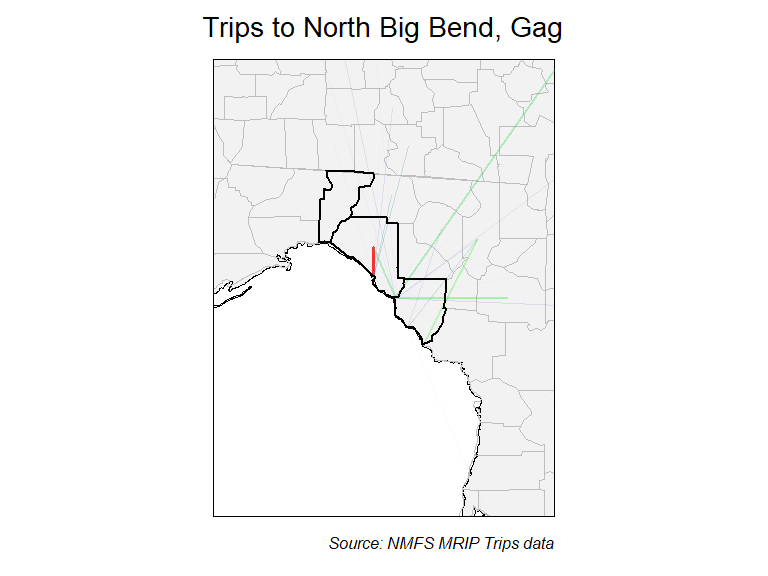 Trips to North Big Bend, Gag
Source: NMFS MRIP Trips data